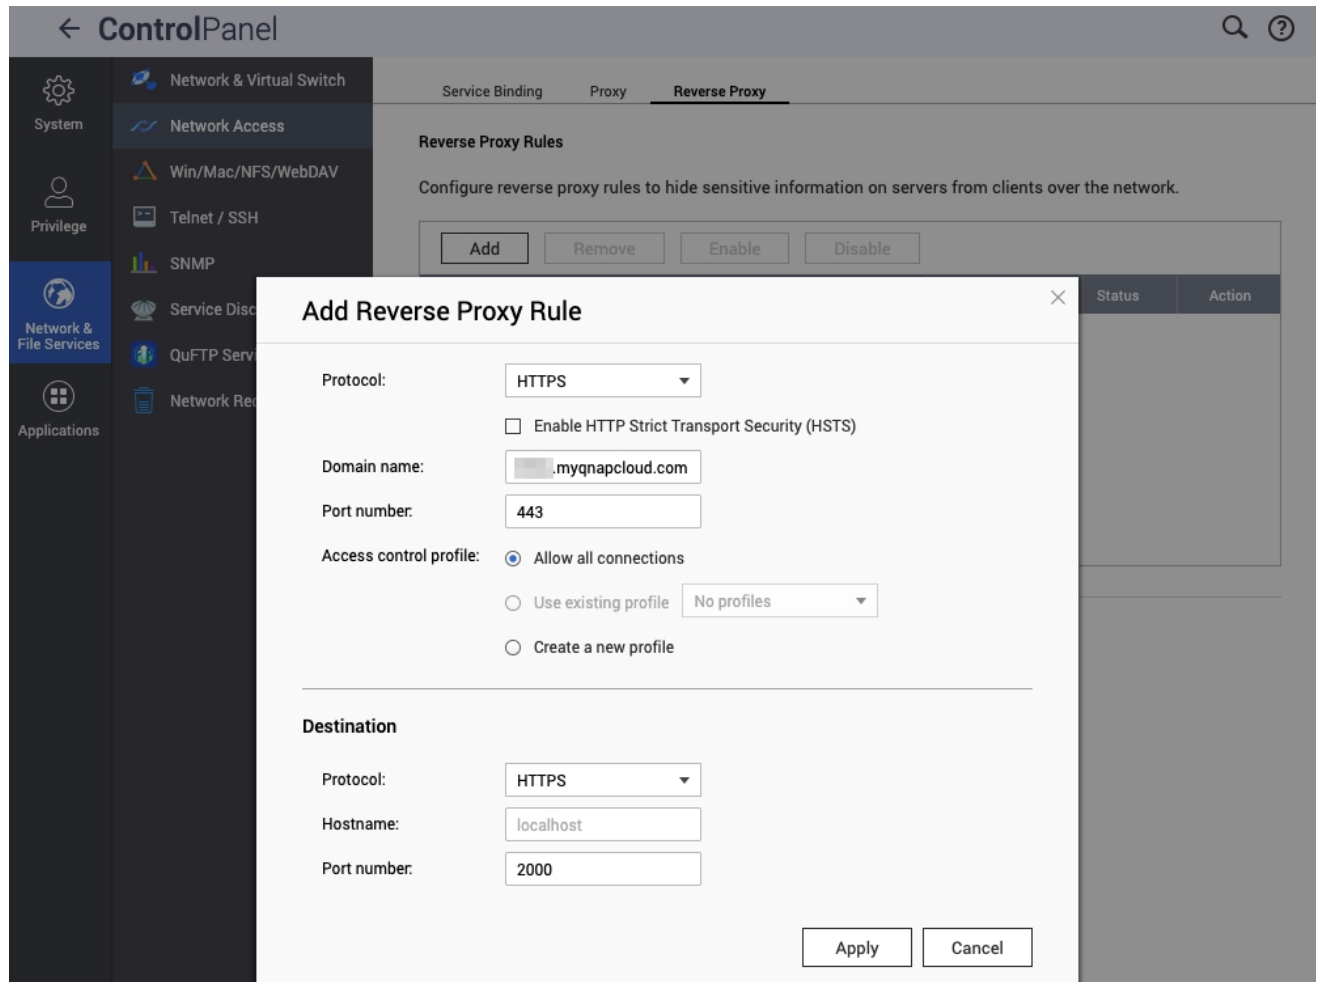 ControlPanel
System
Privilege
Network &
File Services
Applications
Network & Virtual Switch
Network Access
Win/Mac/NFS/WebDAV
Telnet / SSH
SNMP
Service Disc
QuFTP Servi
Network Rec
Service Binding Proxy Reverse Proxy
Reverse Proxy Rules
Configure reverse proxy rules to hide sensitive information on servers from clients over the network.
Add Remove Enable Disable
Status Action
Add Reverse Proxy Rule
Protocol: HTTPS
Enable HTTP Strict Transport Security (HSTS)
Domain name: .myqnapcloud.com
Port number: 443
Access control profile: Allow all connections
Use existing profile No profiles
Create a new profile
Destination
Protocol: HTTPS
Hostname: localhost
Port number: 2000
Apply Cancel